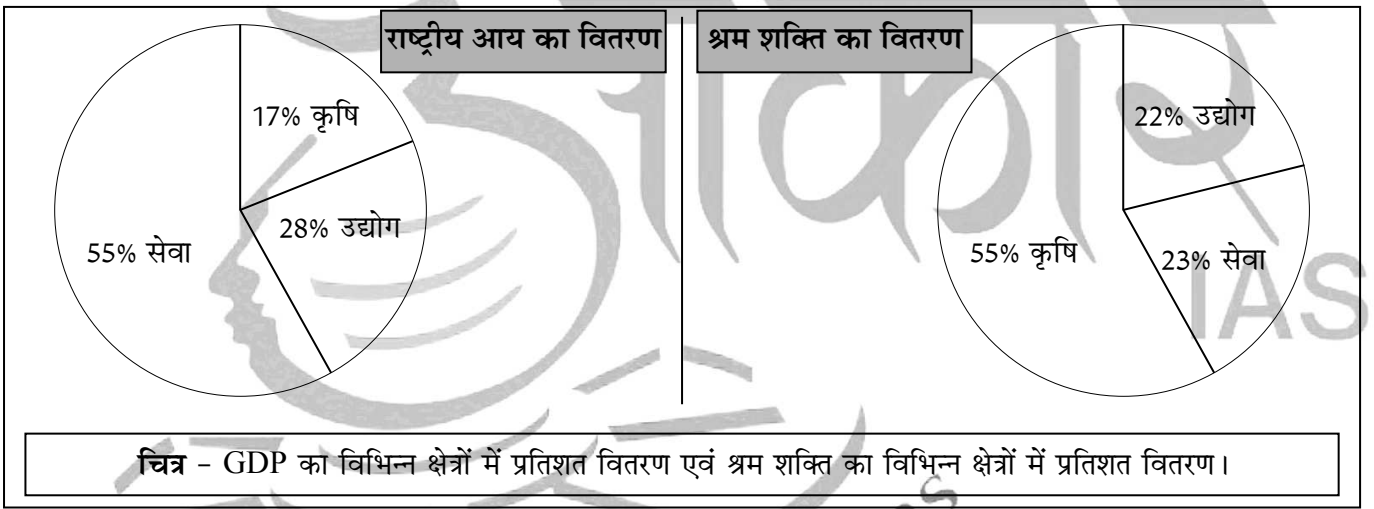 राष्ट्रीय आय का वितरण
17% कृषि
28% उद्योग
55% सेवा
श्रम शक्ति का वितरण
22% उद्योग
23% सेवा
55% कृषि
IAS
चित्र - GDP का विभिन्न क्षेत्रों में प्रतिशत वितरण एवं श्रम शक्ति का विभिन्न क्षेत्रों में प्रतिशत वितरण।